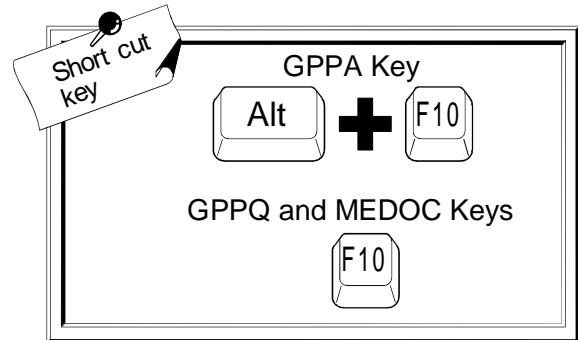 Short cut
key
GPPA Key
Alt + F10
GPPQ and MEDOC Keys
F10